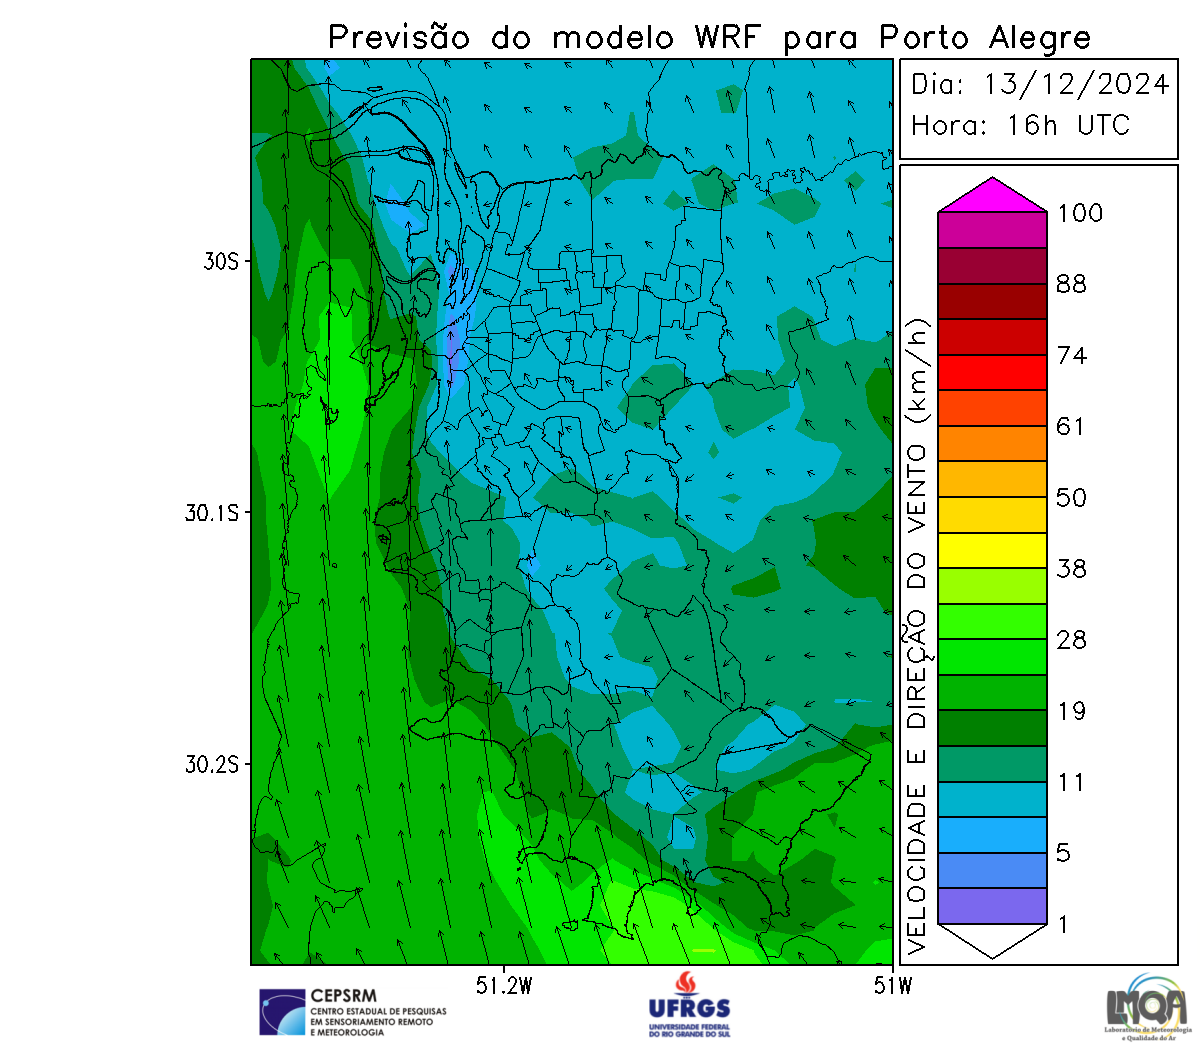 Previsão do modelo WRF para Porto Alegre
Dia: 13/12/2024
Hora: 16h UTC
30S
30.1S
30.2S
51.2W
51W
VELOCIDADE E DIREÇÃO DO VENTO (km/h)
100
88
74
61
50
38
28
19
11
5
1
CEPSRM
CENTRO ESTADUAL DE PESQUISAS
EM SENSORIAMENTO REMOTO
E METEOROLOGIA
UFRGS
UNIVERSIDADE FEDERAL
DO RIO GRANDE DO SUL
LMQA
Laboratório de Meteorologia
e Qualidade do Ar